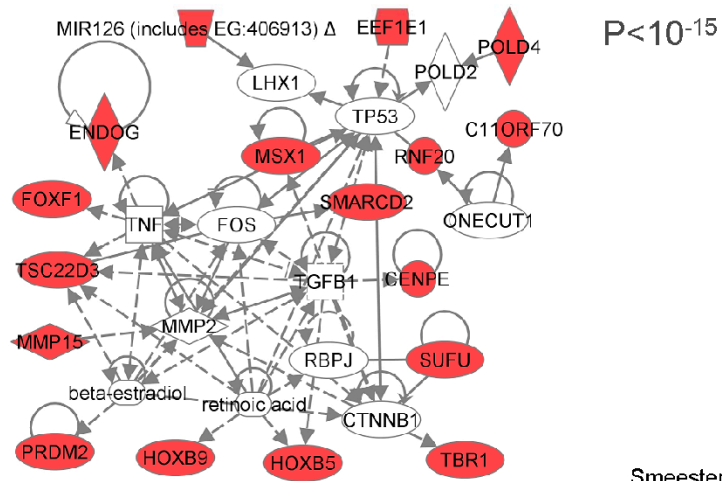 MIR126 (includes EG:406913) Δ
EEF1E1
P<10⁻¹⁵
POLD4
POLD2
LHX1
TP53
C11ORF70
ENDOG
MSX1
RNF20
FOXF1
SMARCD2
TNF
FOS
ONECUT1
TSC22D3
TGFB1
CENPE
MMP2
MMP15
RBPJ
SUFU
beta-estradiol
retinoic acid
CTNNB1
PRDM2
HOXB9
HOXB5
TBR1
Smeester